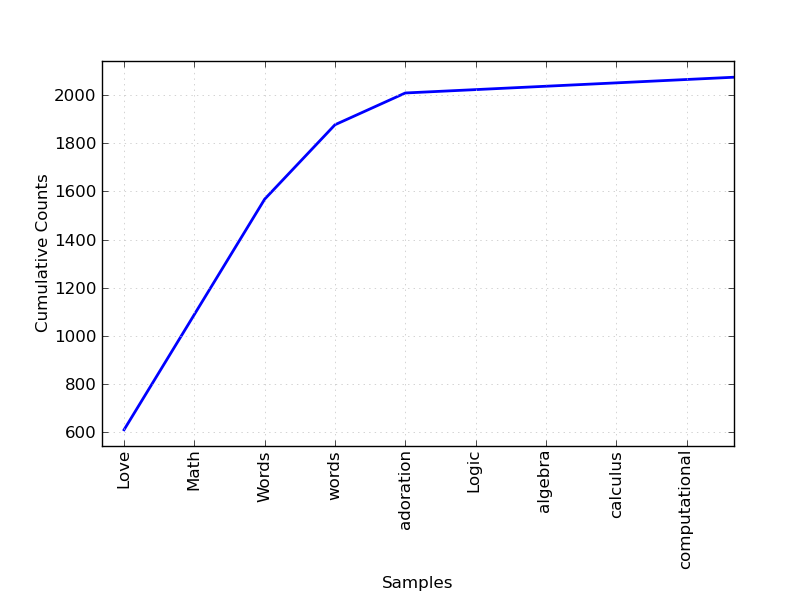 2000
1800
1600
1400
1200
1000
800
600
Cumulative Counts
Love
Math
Words
words
adoration
Logic
algebra
calculus
computational
Samples